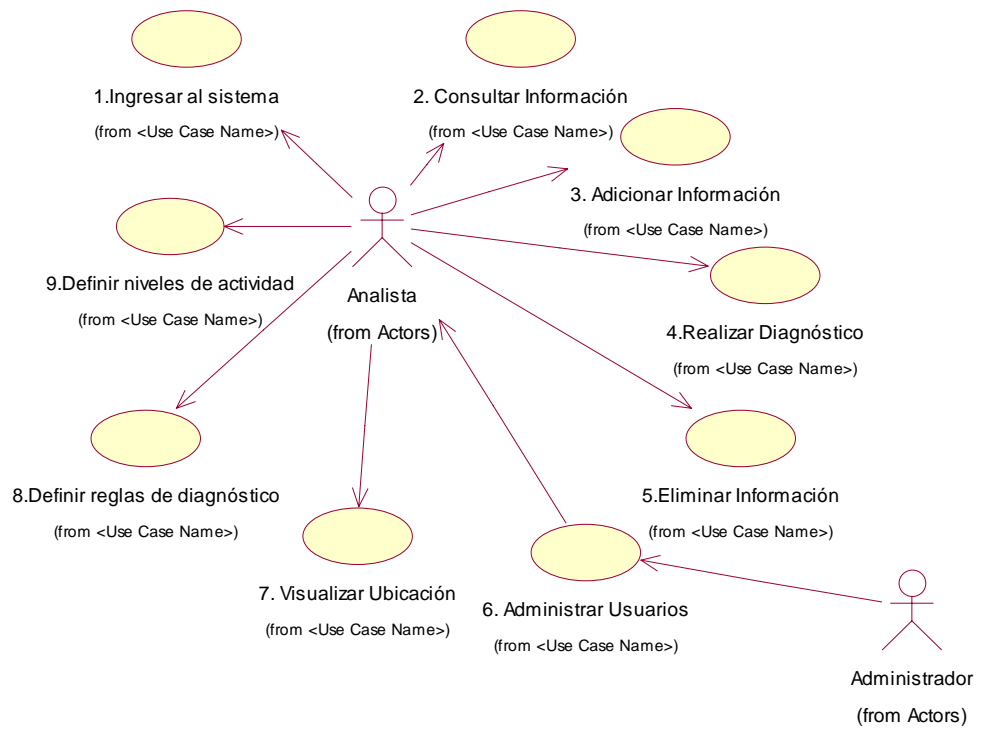 1.Ingresar al sistema
(from <Use Case Name>)
2. Consultar Información
(from <Use Case Name>)
3. Adicionar Información
(from <Use Case Name>)
9.Definir niveles de actividad
(from <Use Case Name>)
Analista
(from Actors)
4.Realizar Diagnóstico
(from <Use Case Name>)
8.Definir reglas de diagnóstico
(from <Use Case Name>)
5.Eliminar Información
(from <Use Case Name>)
7. Visualizar Ubicación
(from <Use Case Name>)
6. Administrar Usuarios
(from <Use Case Name>)
Administrador
(from Actors)